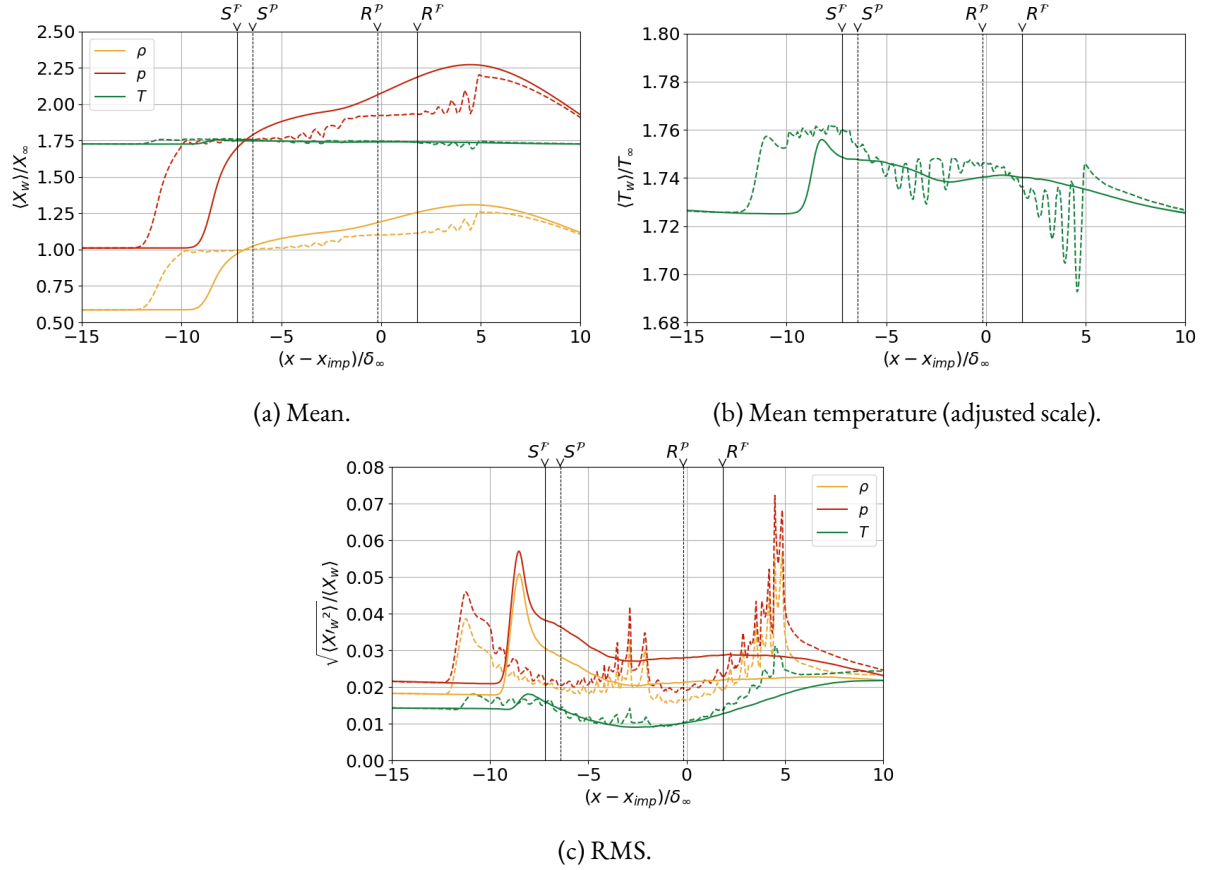 S^F S^P R^P R^F
2.50
2.25
2.00
1.75
1.50
1.25
1.00
0.75
0.50
⟨X_w⟩/X_∞
ρ
p
T
−15 −10 −5 0 5 10
(x − x_imp)/δ_∞
(a) Mean.
S^F S^P R^P R^F
1.80
1.78
1.76
1.74
1.72
1.70
1.68
⟨T_w⟩/T_∞
−15 −10 −5 0 5 10
(x − x_imp)/δ_∞
(b) Mean temperature (adjusted scale).
S^F S^P R^P R^F
0.08
0.07
0.06
0.05
0.04
0.03
0.02
0.01
0.00
√⟨X′_w²⟩/⟨X_w⟩
ρ
p
T
−15 −10 −5 0 5 10
(x − x_imp)/δ_∞
(c) RMS.